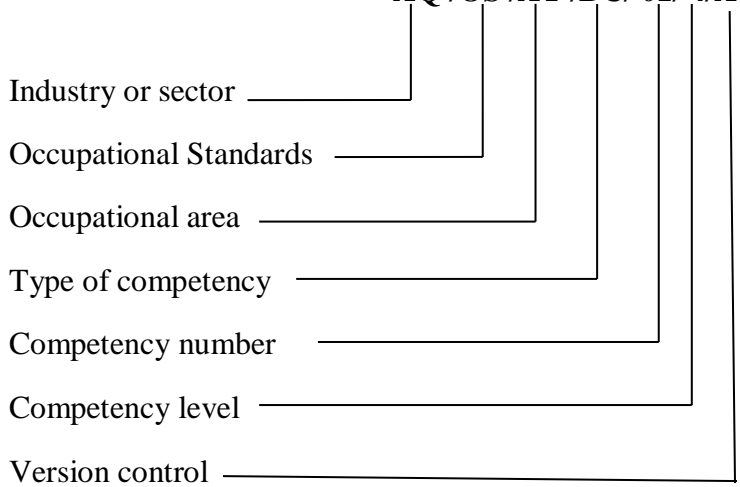 Industry or sector
Occupational Standards
Occupational area
Type of competency
Competency number
Competency level
Version control